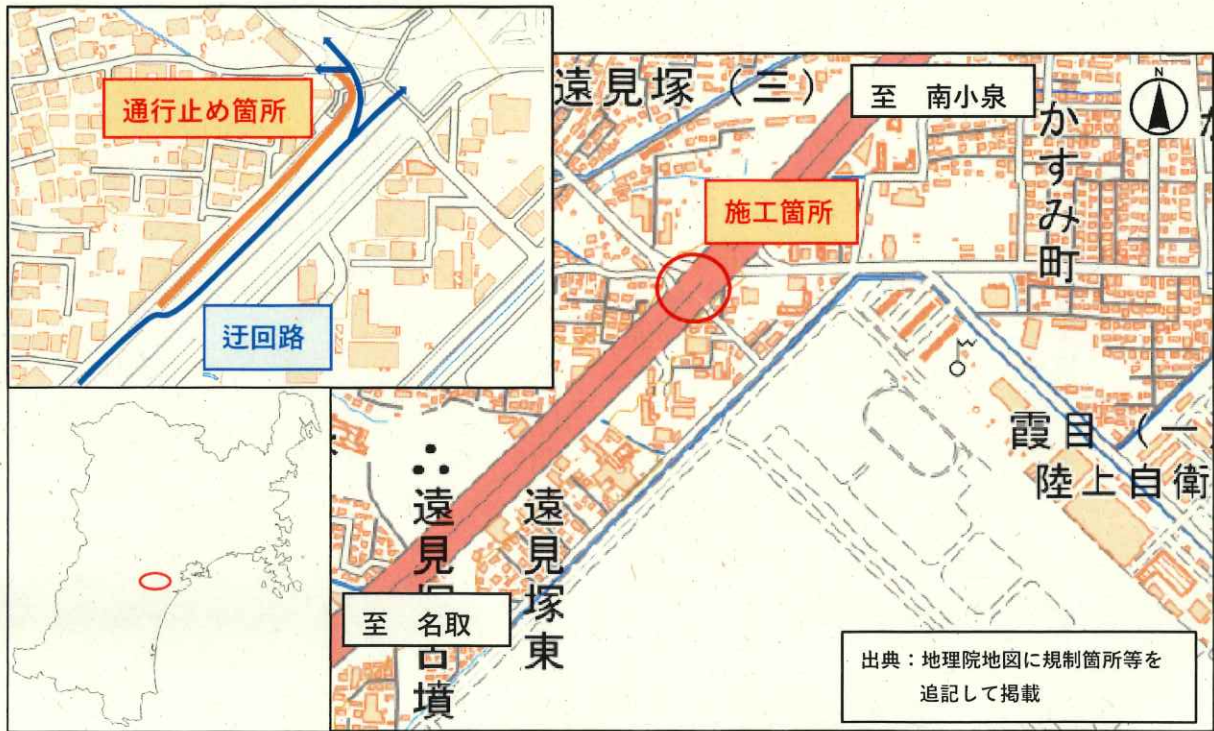 通行止め箇所
迂回路
遠見塚（三）
至　南小泉
N
かすみ町
施工箇所
霞目（一
陸上自衛
遠見塚古墳
遠見塚東
至　名取
出典：地理院地図に規制箇所等を
追記して掲載